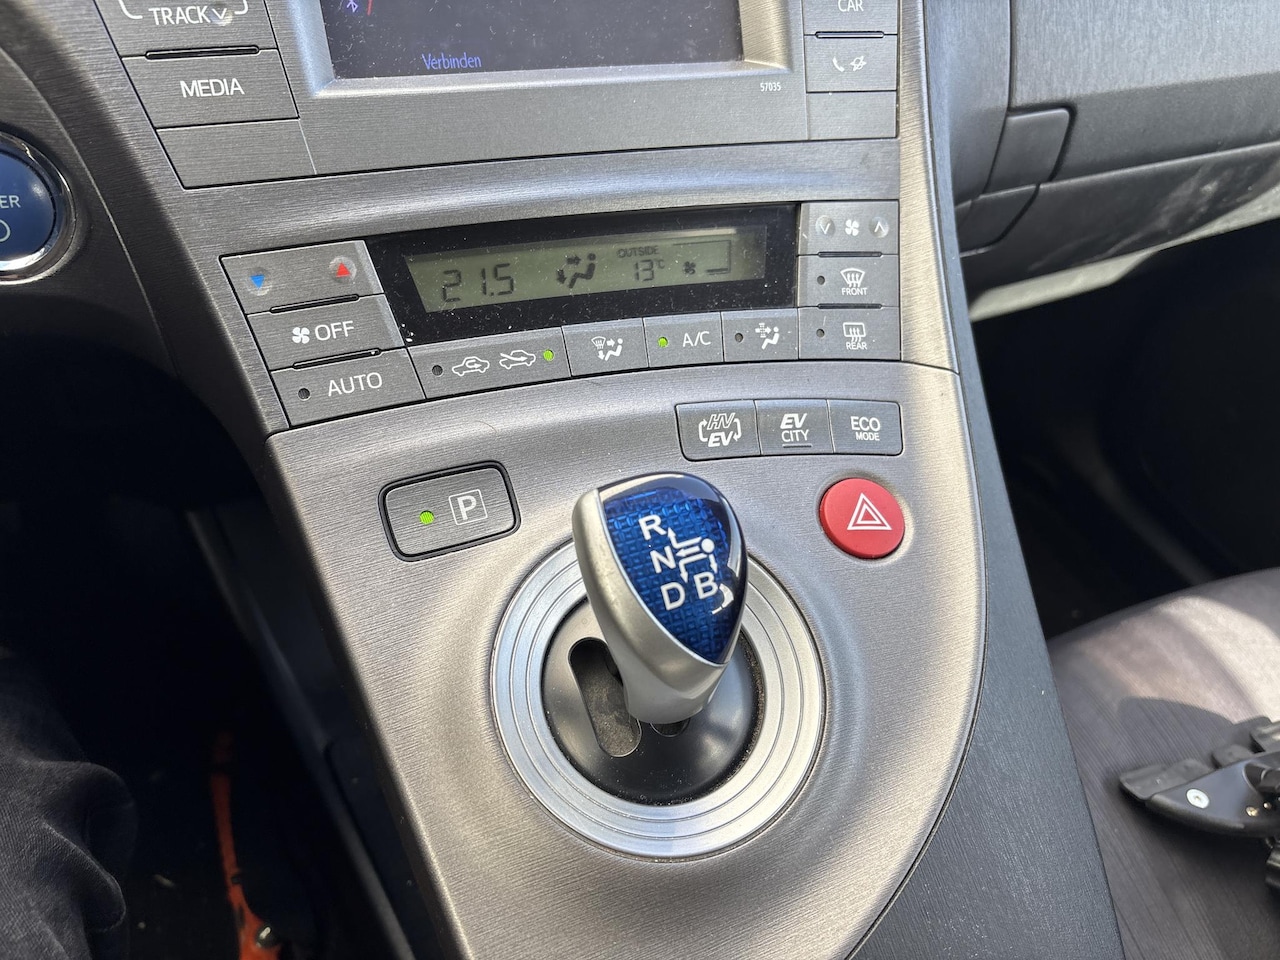 TRACK
CAR
Verbinden
MEDIA
57035
ER
21.5
OUTSIDE
13°C
FRONT
OFF
AUTO
A/C
REAR
HV
EV
EV
CITY
ECO
MODE
P
R
N
D B